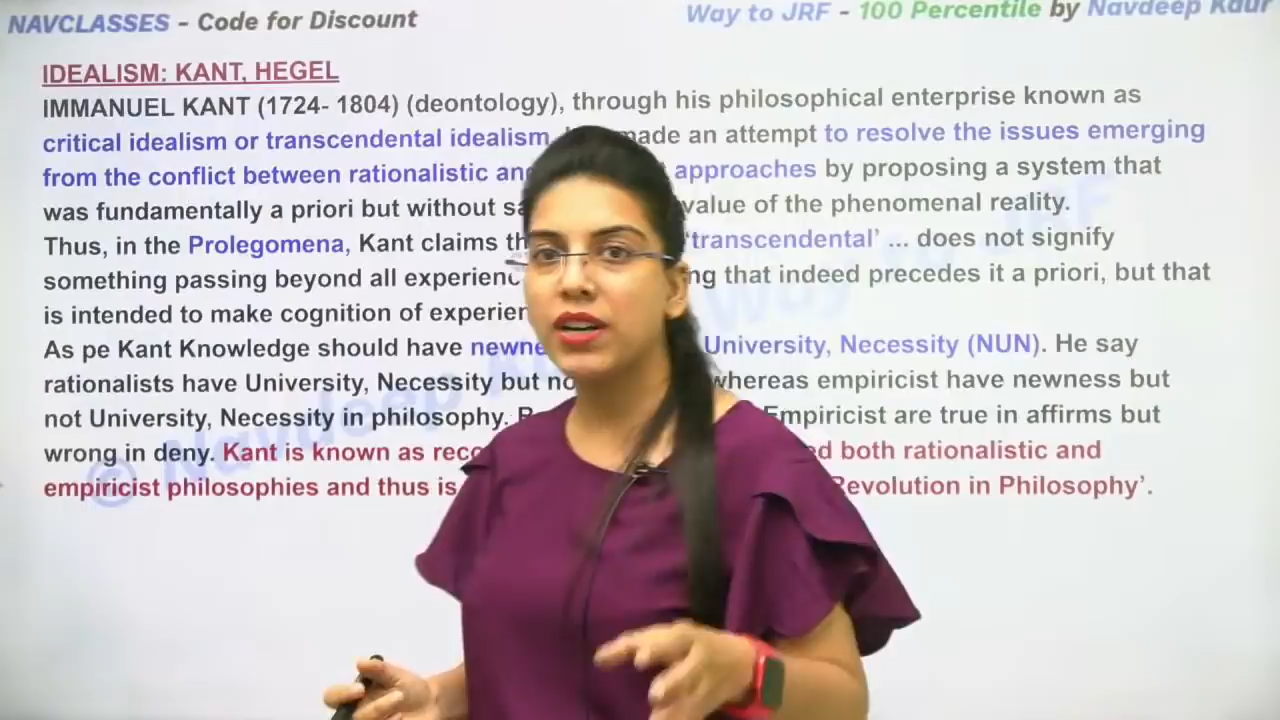 NAVCLASSES - Code for Discount
Way to JRF - 100 Percentile by Navdeep Kaur
IDEALISM: KANT, HEGEL
IMMANUEL KANT (1724- 1804) (deontology), through his philosophical enterprise known as
critical idealism or transcendental idealism made an attempt to resolve the issues emerging
from the conflict between rationalistic approaches by proposing a system that
was fundamentally a priori but without value of the phenomenal reality.
Thus, in the Prolegomena, Kant claims 'transcendental' ... does not signify
something passing beyond all that indeed precedes it a priori, but that
is intended to make cognition of
As pe Kant Knowledge should have University, Necessity (NUN). He say
rationalists have University, Necessity but whereas empiricist have newness but
not University, Necessity in philosophy. Empiricist are true in affirms but
wrong in deny. Kant is known as both rationalistic and
empiricist philosophies and thus is Revolution in Philosophy'.
© Navdeep Way to JRF